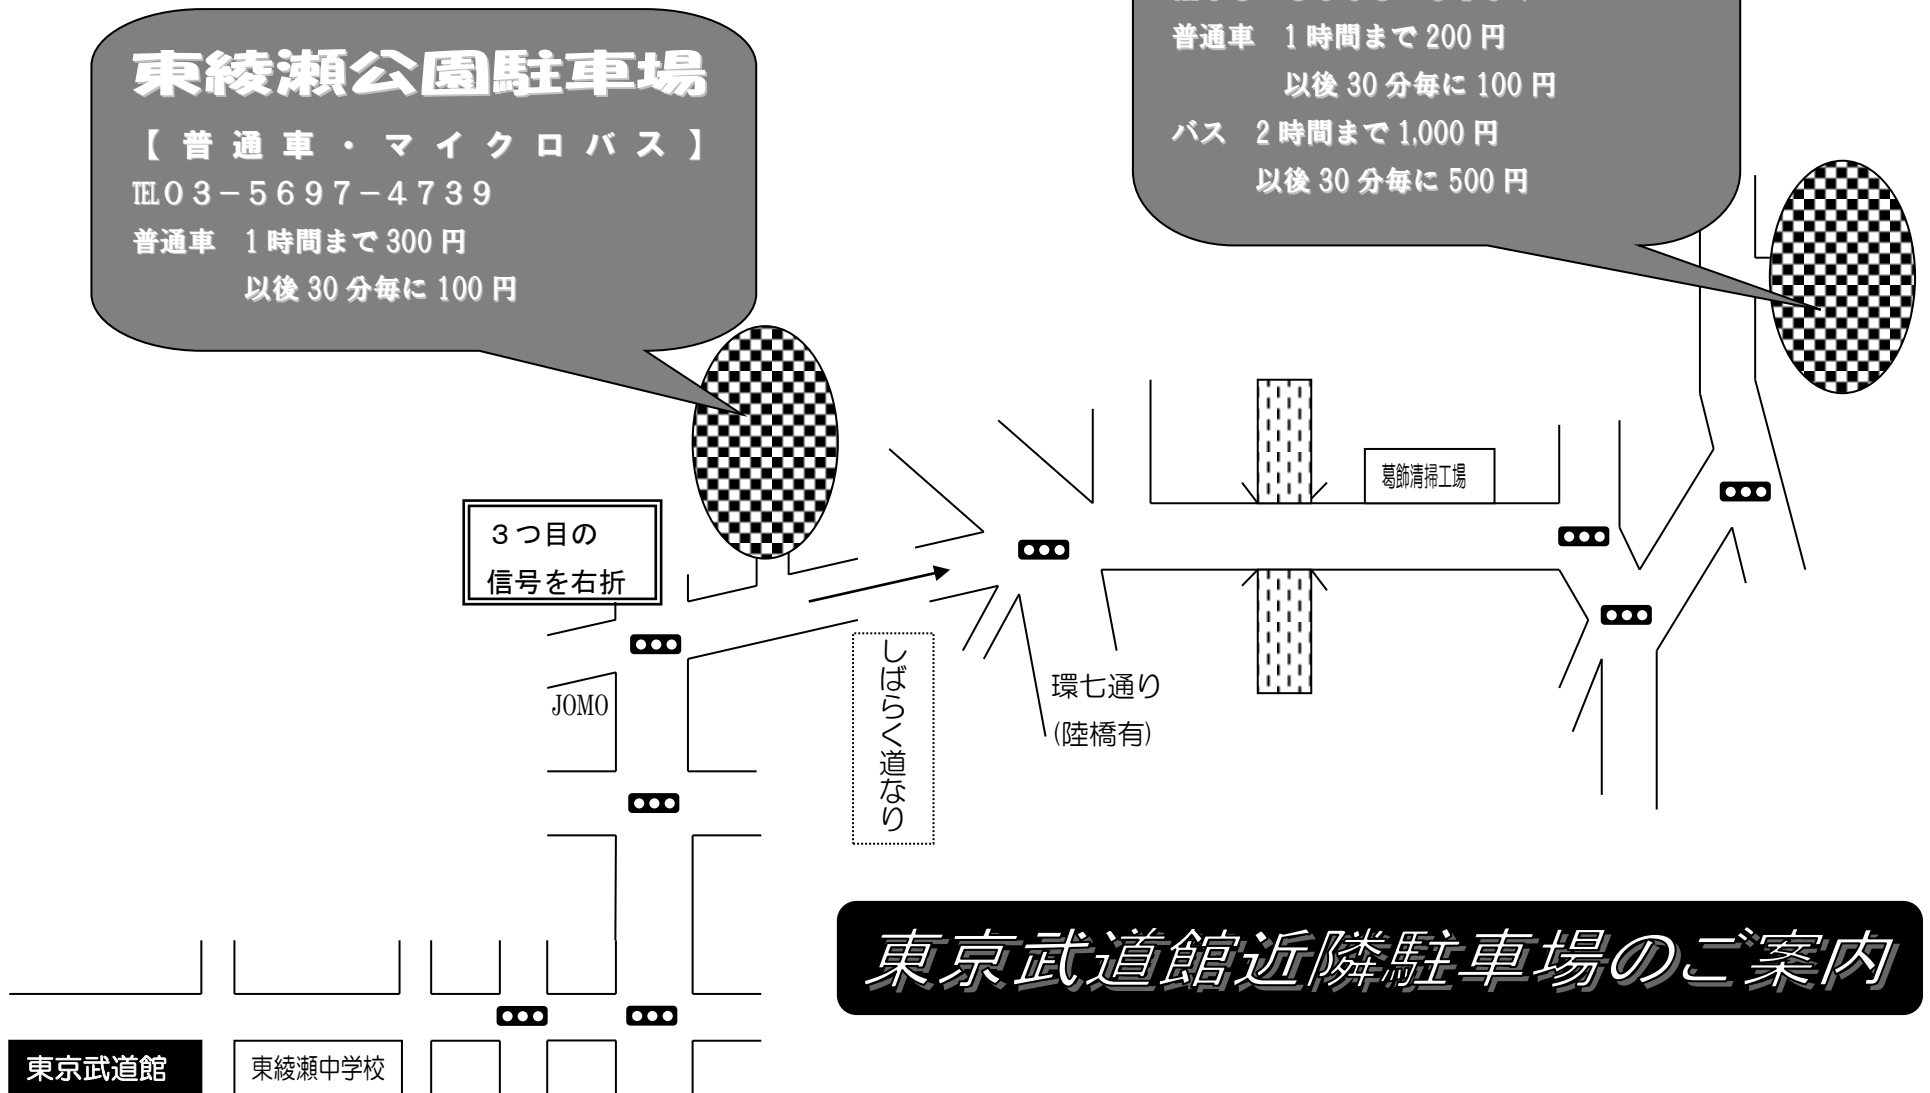 東綾瀬公園駐車場
【普通車・マイクロバス】
℡０３－５６９７－４７３９
普通車　1時間まで300円
以後30分毎に100円
普通車　1時間まで200円
以後30分毎に100円
バス　2時間まで1,000円
以後30分毎に500円
葛飾清掃工場
３つ目の
信号を右折
しばらく道なり
環七通り
(陸橋有)
JOMO
東京武道館近隣駐車場のご案内
東京武道館
東綾瀬中学校